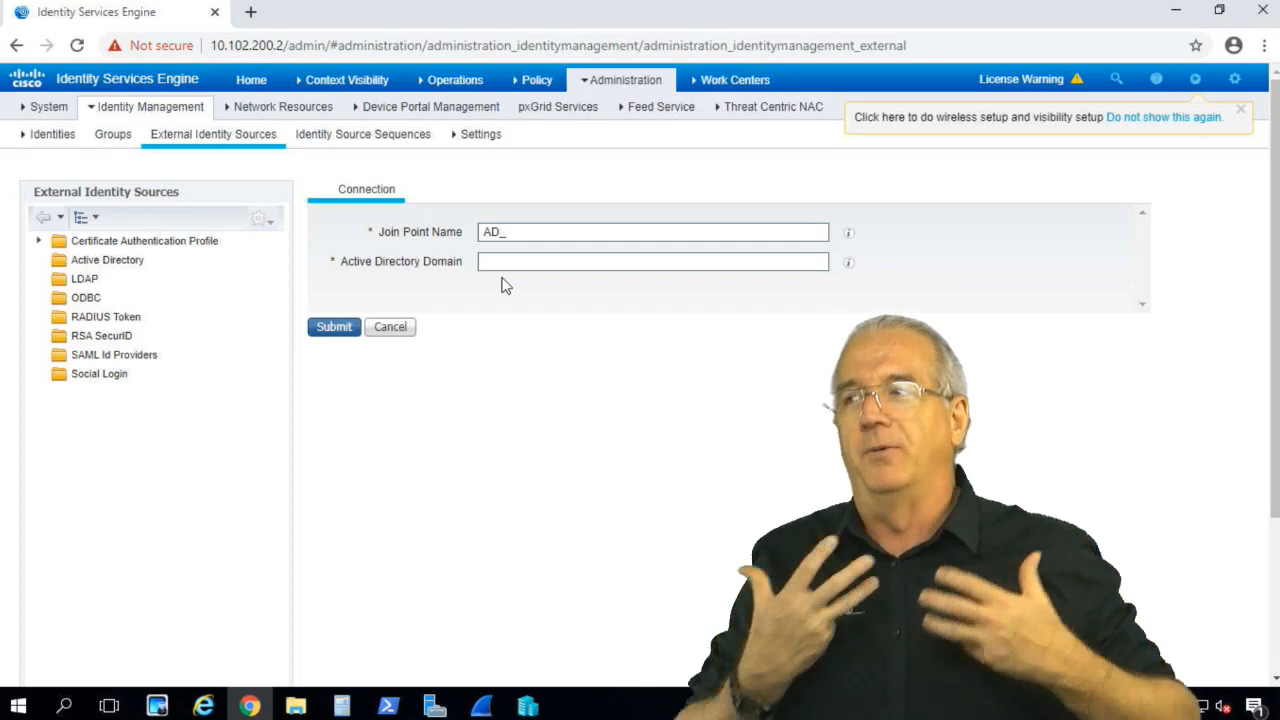 Identity Services Engine
Not secure 10.102.200.2/admin/#administration/administration_identitymanagement/administration_identitymanagement_external
CISCO Identity Services Engine Home Context Visibility Operations Policy Administration Work Centers License Warning
System Identity Management Network Resources Device Portal Management pxGrid Services Feed Service Threat Centric NAC
Click here to do wireless setup and visibility setup Do not show this again.
Identities Groups External Identity Sources Identity Source Sequences Settings
External Identity Sources
Certificate Authentication Profile
Active Directory
LDAP
ODBC
RADIUS Token
RSA SecurID
SAML Id Providers
Social Login
Connection
* Join Point Name AD_
* Active Directory Domain
Submit Cancel
1